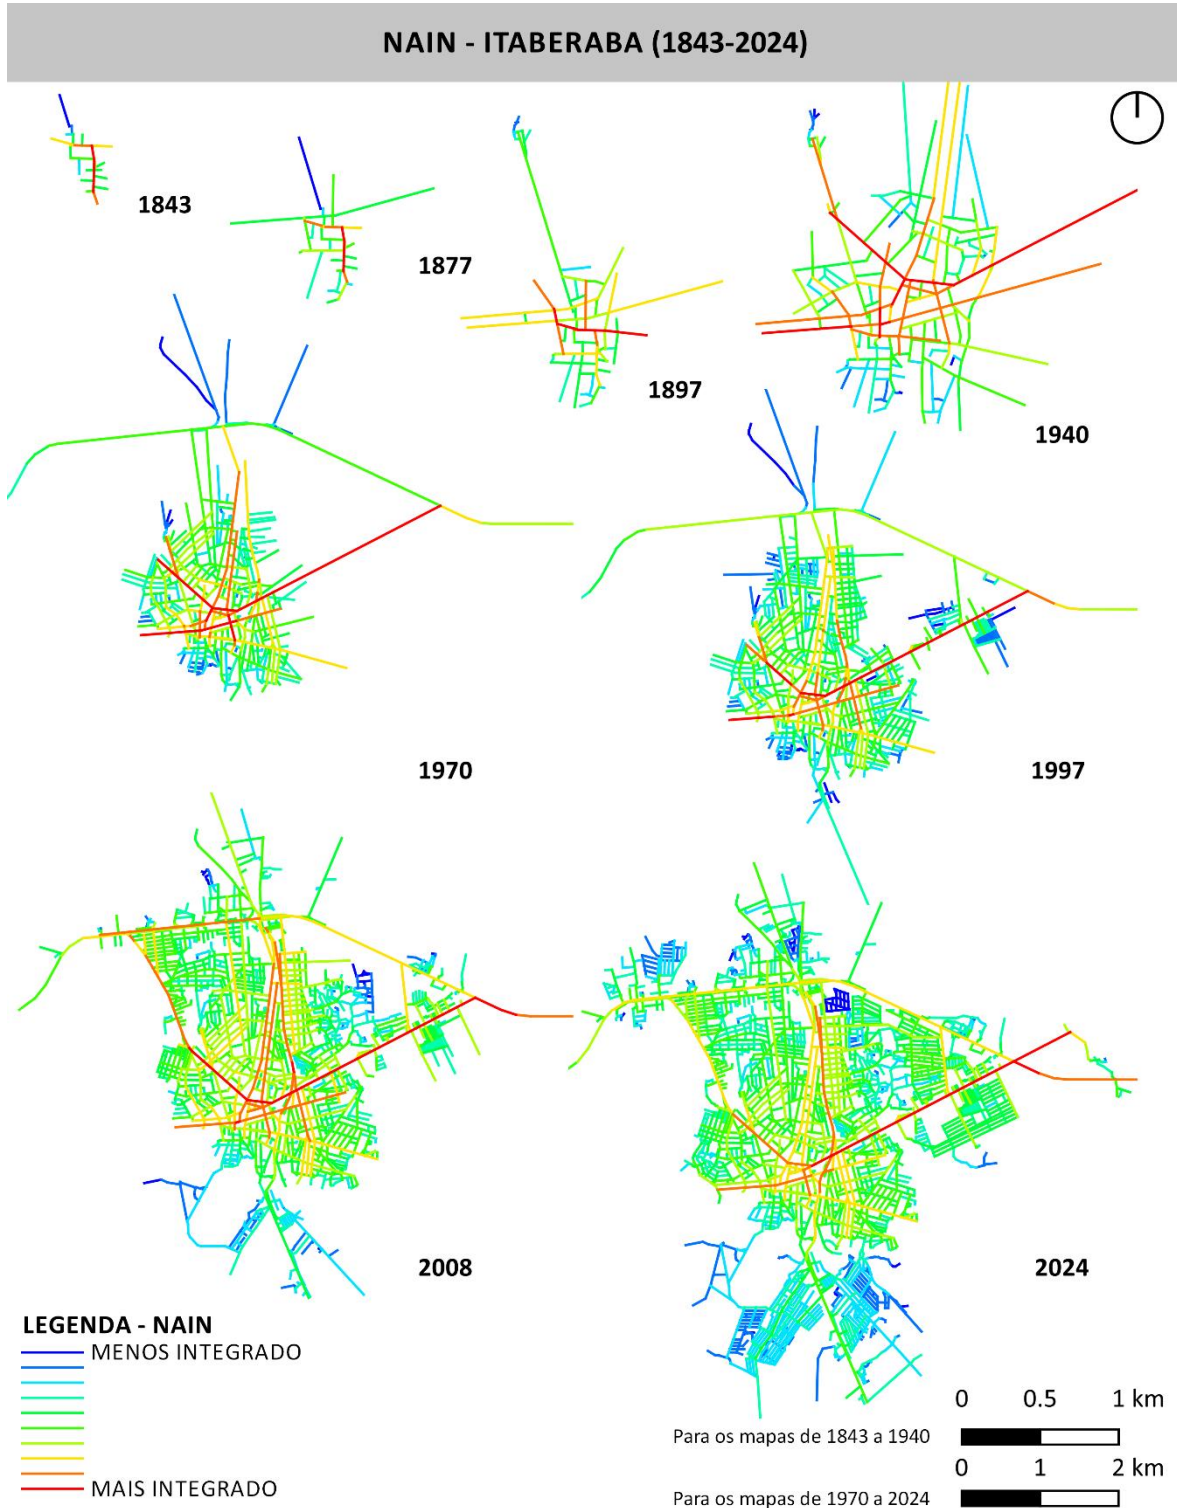 NAIN - ITABERABA (1843-2024)
1843
1877
1897
1940
1970
1997
2008
2024
LEGENDA - NAIN
MENOS INTEGRADO
MAIS INTEGRADO
0 0.5 1 km
Para os mapas de 1843 a 1940
0 1 2 km
Para os mapas de 1970 a 2024